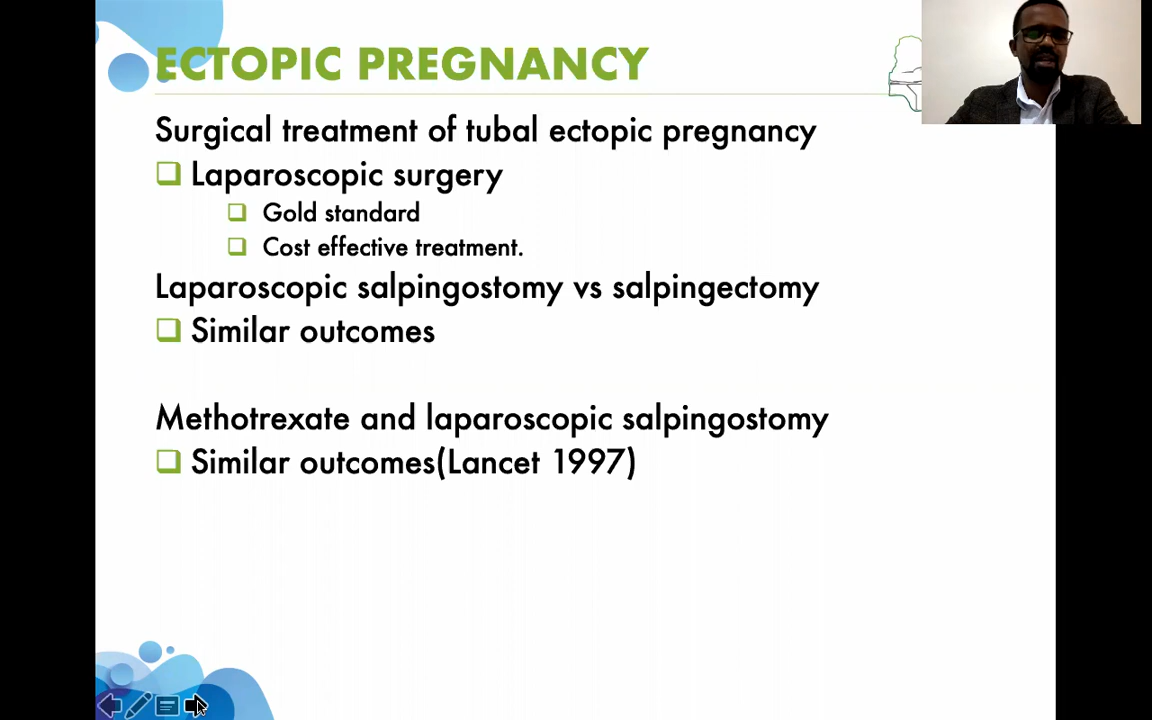 ECTOPIC PREGNANCY
Surgical treatment of tubal ectopic pregnancy
Laparoscopic surgery
Gold standard
Cost effective treatment.
Laparoscopic salpingostomy vs salpingectomy
Similar outcomes
Methotrexate and laparoscopic salpingostomy
Similar outcomes(Lancet 1997)